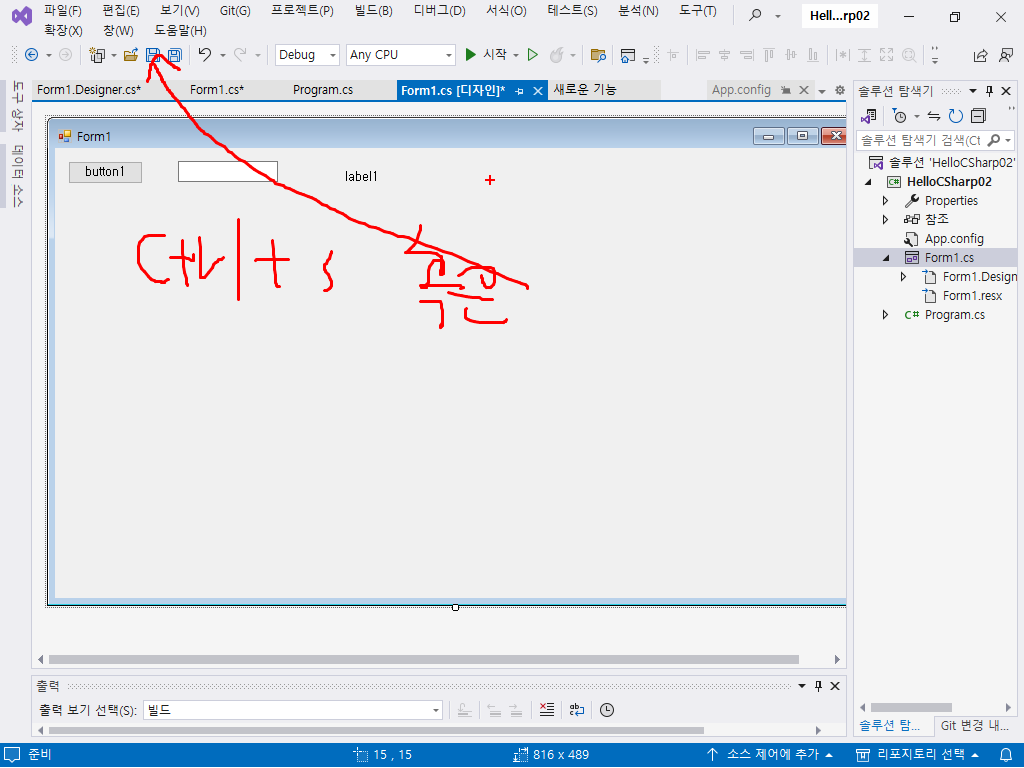 파일(F) 편집(E) 보기(V) Git(G) 프로젝트(P) 빌드(B) 디버그(D) 서식(O) 테스트(S) 분석(N) 도구(T) Hell...rp02
확장(X) 창(W) 도움말(H)
Debug Any CPU 시작
도구 상자
데이터 소스
Form1.Designer.cs* Form1.cs* Program.cs Form1.cs [디자인]* 새로운 기능 App.config
Form1
button1 label1
Ctrl + s
출력
출력 보기 선택(S): 빌드
솔루션 탐색기
솔루션 탐색기 검색(Ct
솔루션 'HelloCSharp02'
C# HelloCSharp02
Properties
참조
App.config
Form1.cs
Form1.Design
Form1.resx
C# Program.cs
솔루션 탐... Git 변경 내...
준비 15 , 15 816 x 489 소스 제어에 추가 리포지토리 선택